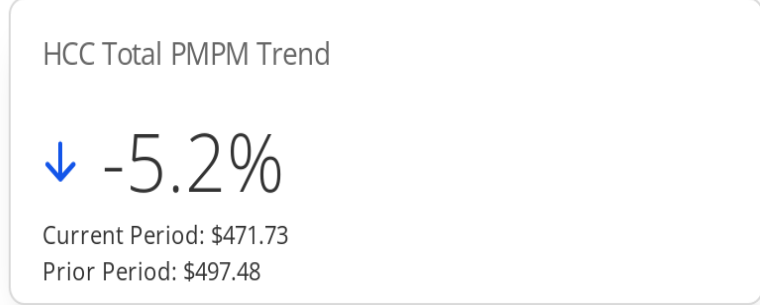 HCC Total PMPM Trend
-5.2%
Current Period: $471.73
Prior Period: $497.48